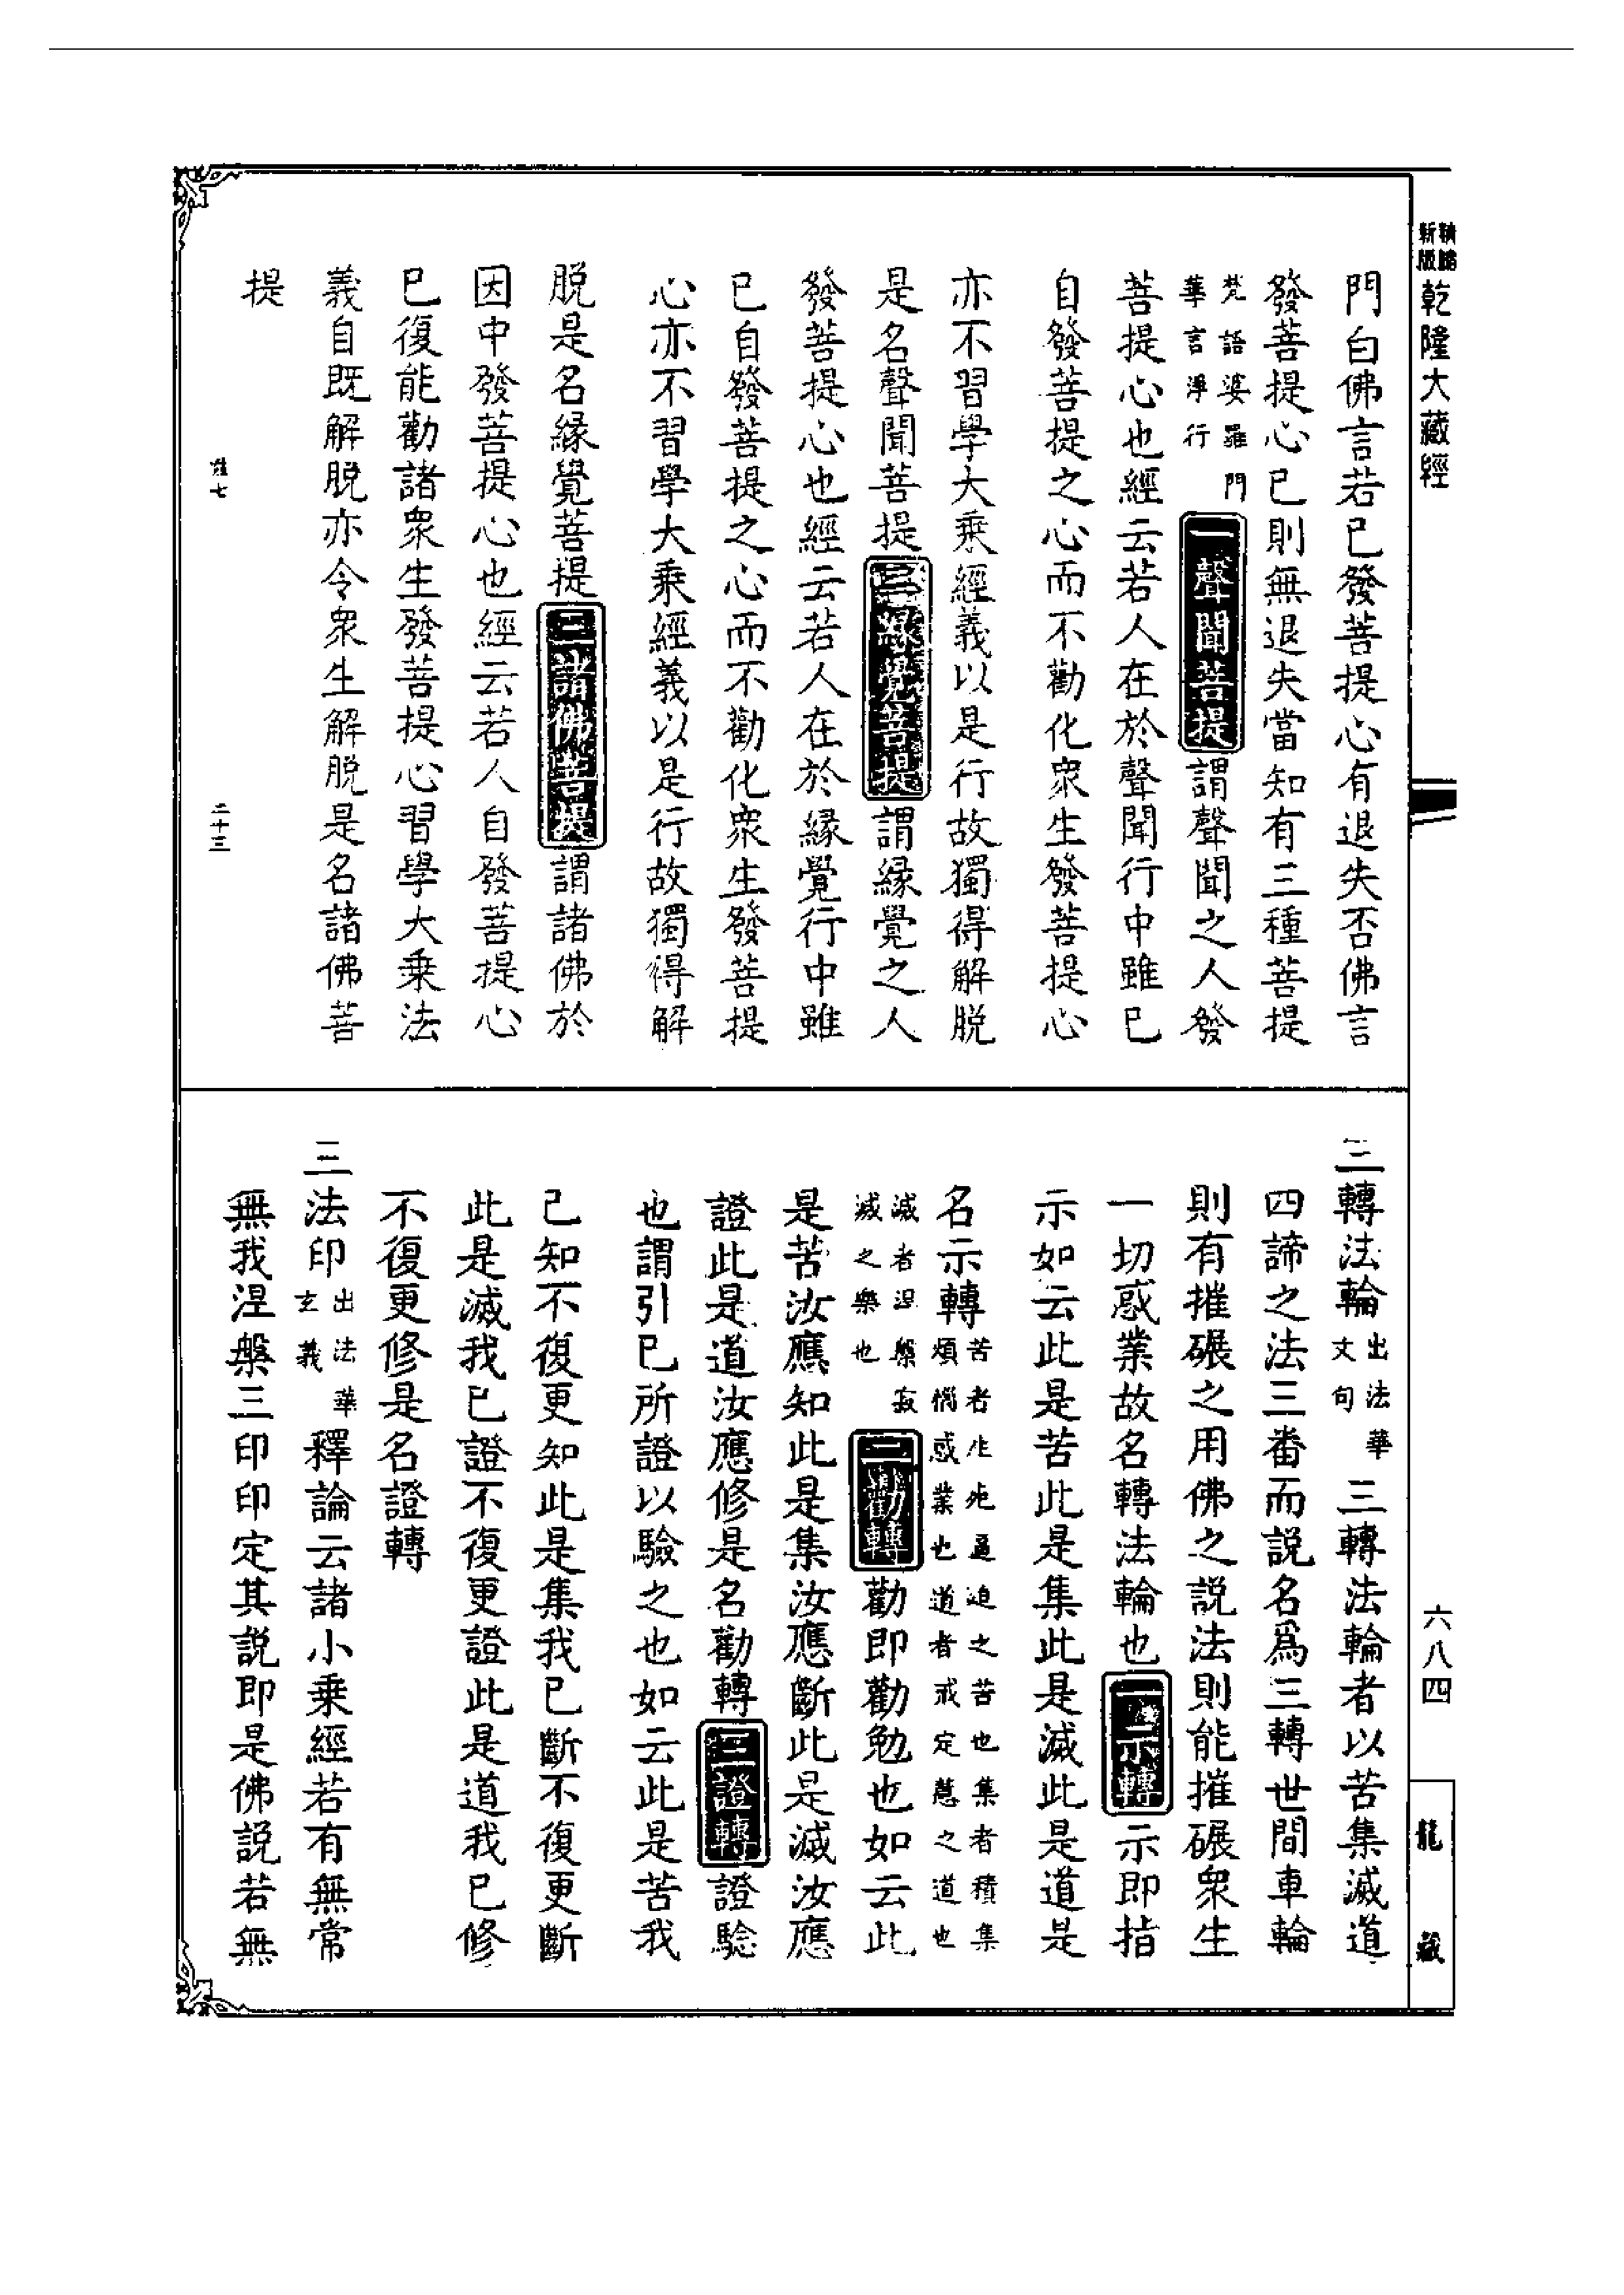 新版
乾隆大藏經
門白佛言若已發菩提心有退失否佛言
發菩提心已則無退失當知有三種菩提
梵語婆羅門
華言淨行
一聲聞菩提謂聲聞之人發
菩提心也經云若人在於聲聞行中雖已
自發菩提之心而不勸化衆生發菩提心
亦不習學大乘經義以是行故獨得解脫
是名聲聞菩提二緣覺菩提謂緣覺之人
發菩提心也經云若人在於緣覺行中雖
已自發菩提之心而不勸化衆生發菩提
心亦不習學大乘經義以是行故獨得解
脫是名緣覺菩提三諸佛菩提謂諸佛於
因中發菩提心也經云若人自發菩提心
已復能勸諸衆生發菩提心習學大乘法
義自既解脫亦令衆生解脫是名諸佛菩
提
七
二十三
三轉法輪出法華文句三轉法輪者以苦集滅道
四諦之法三番而説名爲三轉世間車輪
則有摧碾之用佛之説法則能摧碾衆生
一切惑業故名轉法輪也一示轉示即指
示如云此是苦此是集此是滅此是道是
名示轉苦者生死逼迫之苦也集者積集
煩惱惑業也道者戒定慧之道也
滅者涅槃寂
滅之樂也
二勸轉勸即勸勉也如云此
是苦汝應知此是集汝應斷此是滅汝應
證此是道汝應修是名勸轉三證轉證驗
也謂引已所證以驗之也如云此是苦我
已知不復更知此是集我已斷不復更斷
此是滅我已證不復更證此是道我已修
不復更修是名證轉
三法印出法華玄義釋論云諸小乘經若有無常
無我涅槃三印印定其説即是佛説若無
六八四
龍藏